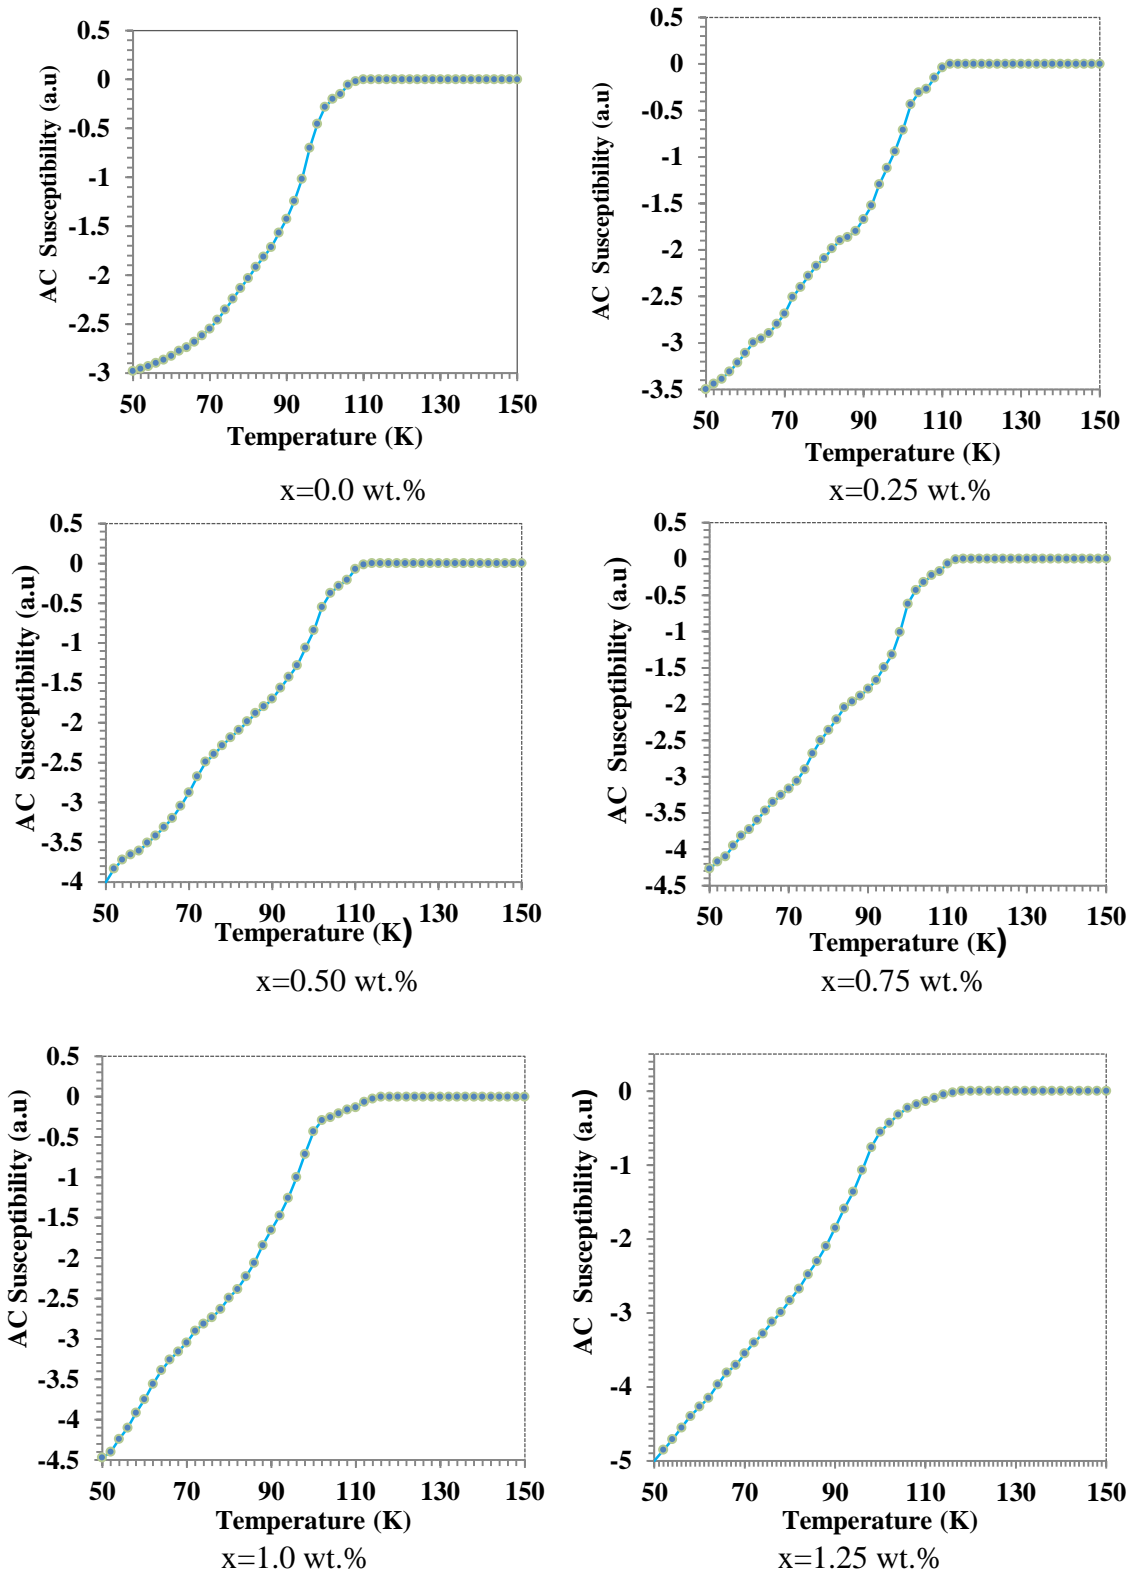 AC Susceptibility (a.u)
0.5
0
-0.5
-1
-1.5
-2
-2.5
-3
50 70 90 110 130 150
Temperature (K)
x=0.0 wt.%
AC Susceptibility (a.u)
0.5
0
-0.5
-1
-1.5
-2
-2.5
-3
-3.5
50 70 90 110 130 150
Temperature (K)
x=0.25 wt.%
AC Susceptibility (a.u)
0.5
0
-0.5
-1
-1.5
-2
-2.5
-3
-3.5
-4
50 70 90 110 130 150
Temperature (K)
x=0.50 wt.%
AC Susceptibility (a.u)
0.5
0
-0.5
-1
-1.5
-2
-2.5
-3
-3.5
-4
-4.5
50 70 90 110 130 150
Temperature (K)
x=0.75 wt.%
AC Susceptibility (a.u)
0.5
0
-0.5
-1
-1.5
-2
-2.5
-3
-3.5
-4
-4.5
50 70 90 110 130 150
Temperature (K)
x=1.0 wt.%
AC Susceptibility (a.u)
0
-1
-2
-3
-4
-5
50 70 90 110 130 150
Temperature (K)
x=1.25 wt.%